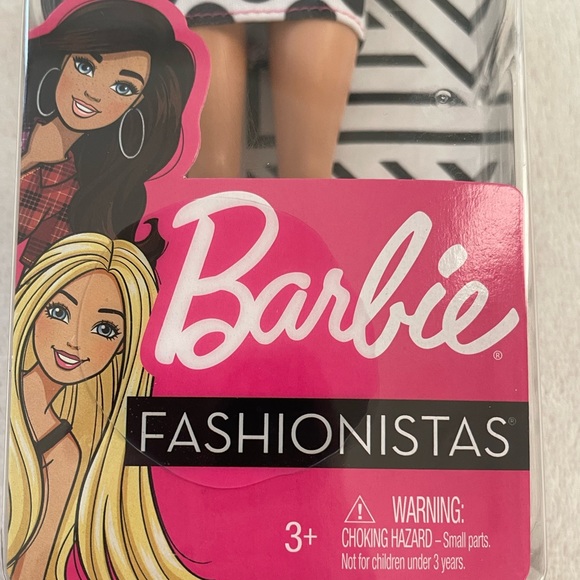 Barbie®
FASHIONISTAS®
3+
⚠ WARNING:
CHOKING HAZARD – Small parts.
Not for children under 3 years.